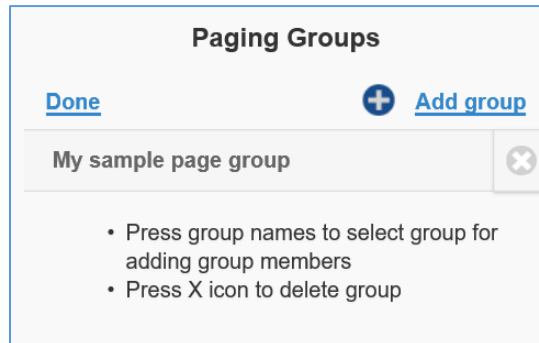 Paging Groups
Done Add group
My sample page group
• Press group names to select group for
adding group members
• Press X icon to delete group